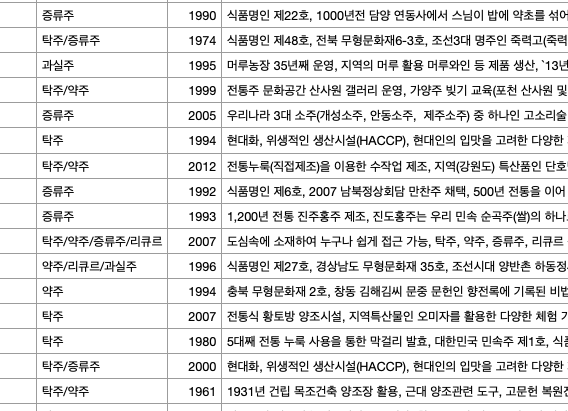 증류주 1990 식품명인 제22호, 1000년전 담양 연동사에서 스님이 밥에 약초를 섞어
탁주/증류주 1974 식품명인 제48호, 전북 무형문화재6-3호, 조선3대 명주인 죽력고(죽력
과실주 1995 머루농장 35년째 운영, 지역의 머루 활용 머루와인 등 제품 생산, `13년
탁주/약주 1999 전통주 문화공간 산사원 갤러리 운영, 가양주 빚기 교육(포천 산사원 및
증류주 2005 우리나라 3대 소주(개성소주, 안동소주, 제주소주) 중 하나인 고소리술
탁주 1994 현대화, 위생적인 생산시설(HACCP), 현대인의 입맛을 고려한 다양한
탁주/약주 2012 전통누룩(직접제조)을 이용한 수작업 제조, 지역(강원도) 특산품인 단호
증류주 1992 식품명인 제6호, 2007 남북정상회담 만찬주 채택, 500년 전통을 이어
증류주 1993 1,200년 전통 진주홍주 제조, 진도홍주는 우리 민속 순곡주(쌀)의 하나
탁주/약주/증류주/리큐르 2007 도심속에 소재하여 누구나 쉽게 접근 가능, 탁주, 약주, 증류주, 리큐르
약주/리큐르/과실주 1996 식품명인 제27호, 경상남도 무형문화재 35호, 조선시대 양반촌 하동정
약주 1994 충북 무형문화재 2호, 창동 김해김씨 문중 문헌인 향전록에 기록된 비법
탁주 2007 전통식 황토방 양조시설, 지역특산물인 오미자를 활용한 다양한 체험
탁주 1980 5대째 전통 누룩 사용을 통한 막걸리 발효, 대한민국 민속주 제1호, 식
탁주/증류주 2000 현대화, 위생적인 생산시설(HACCP), 현대인의 입맛을 고려한 다양한
탁주/약주 1961 1931년 건립 목조건축 양조장 활용, 근대 양조관련 도구, 고문헌 복원